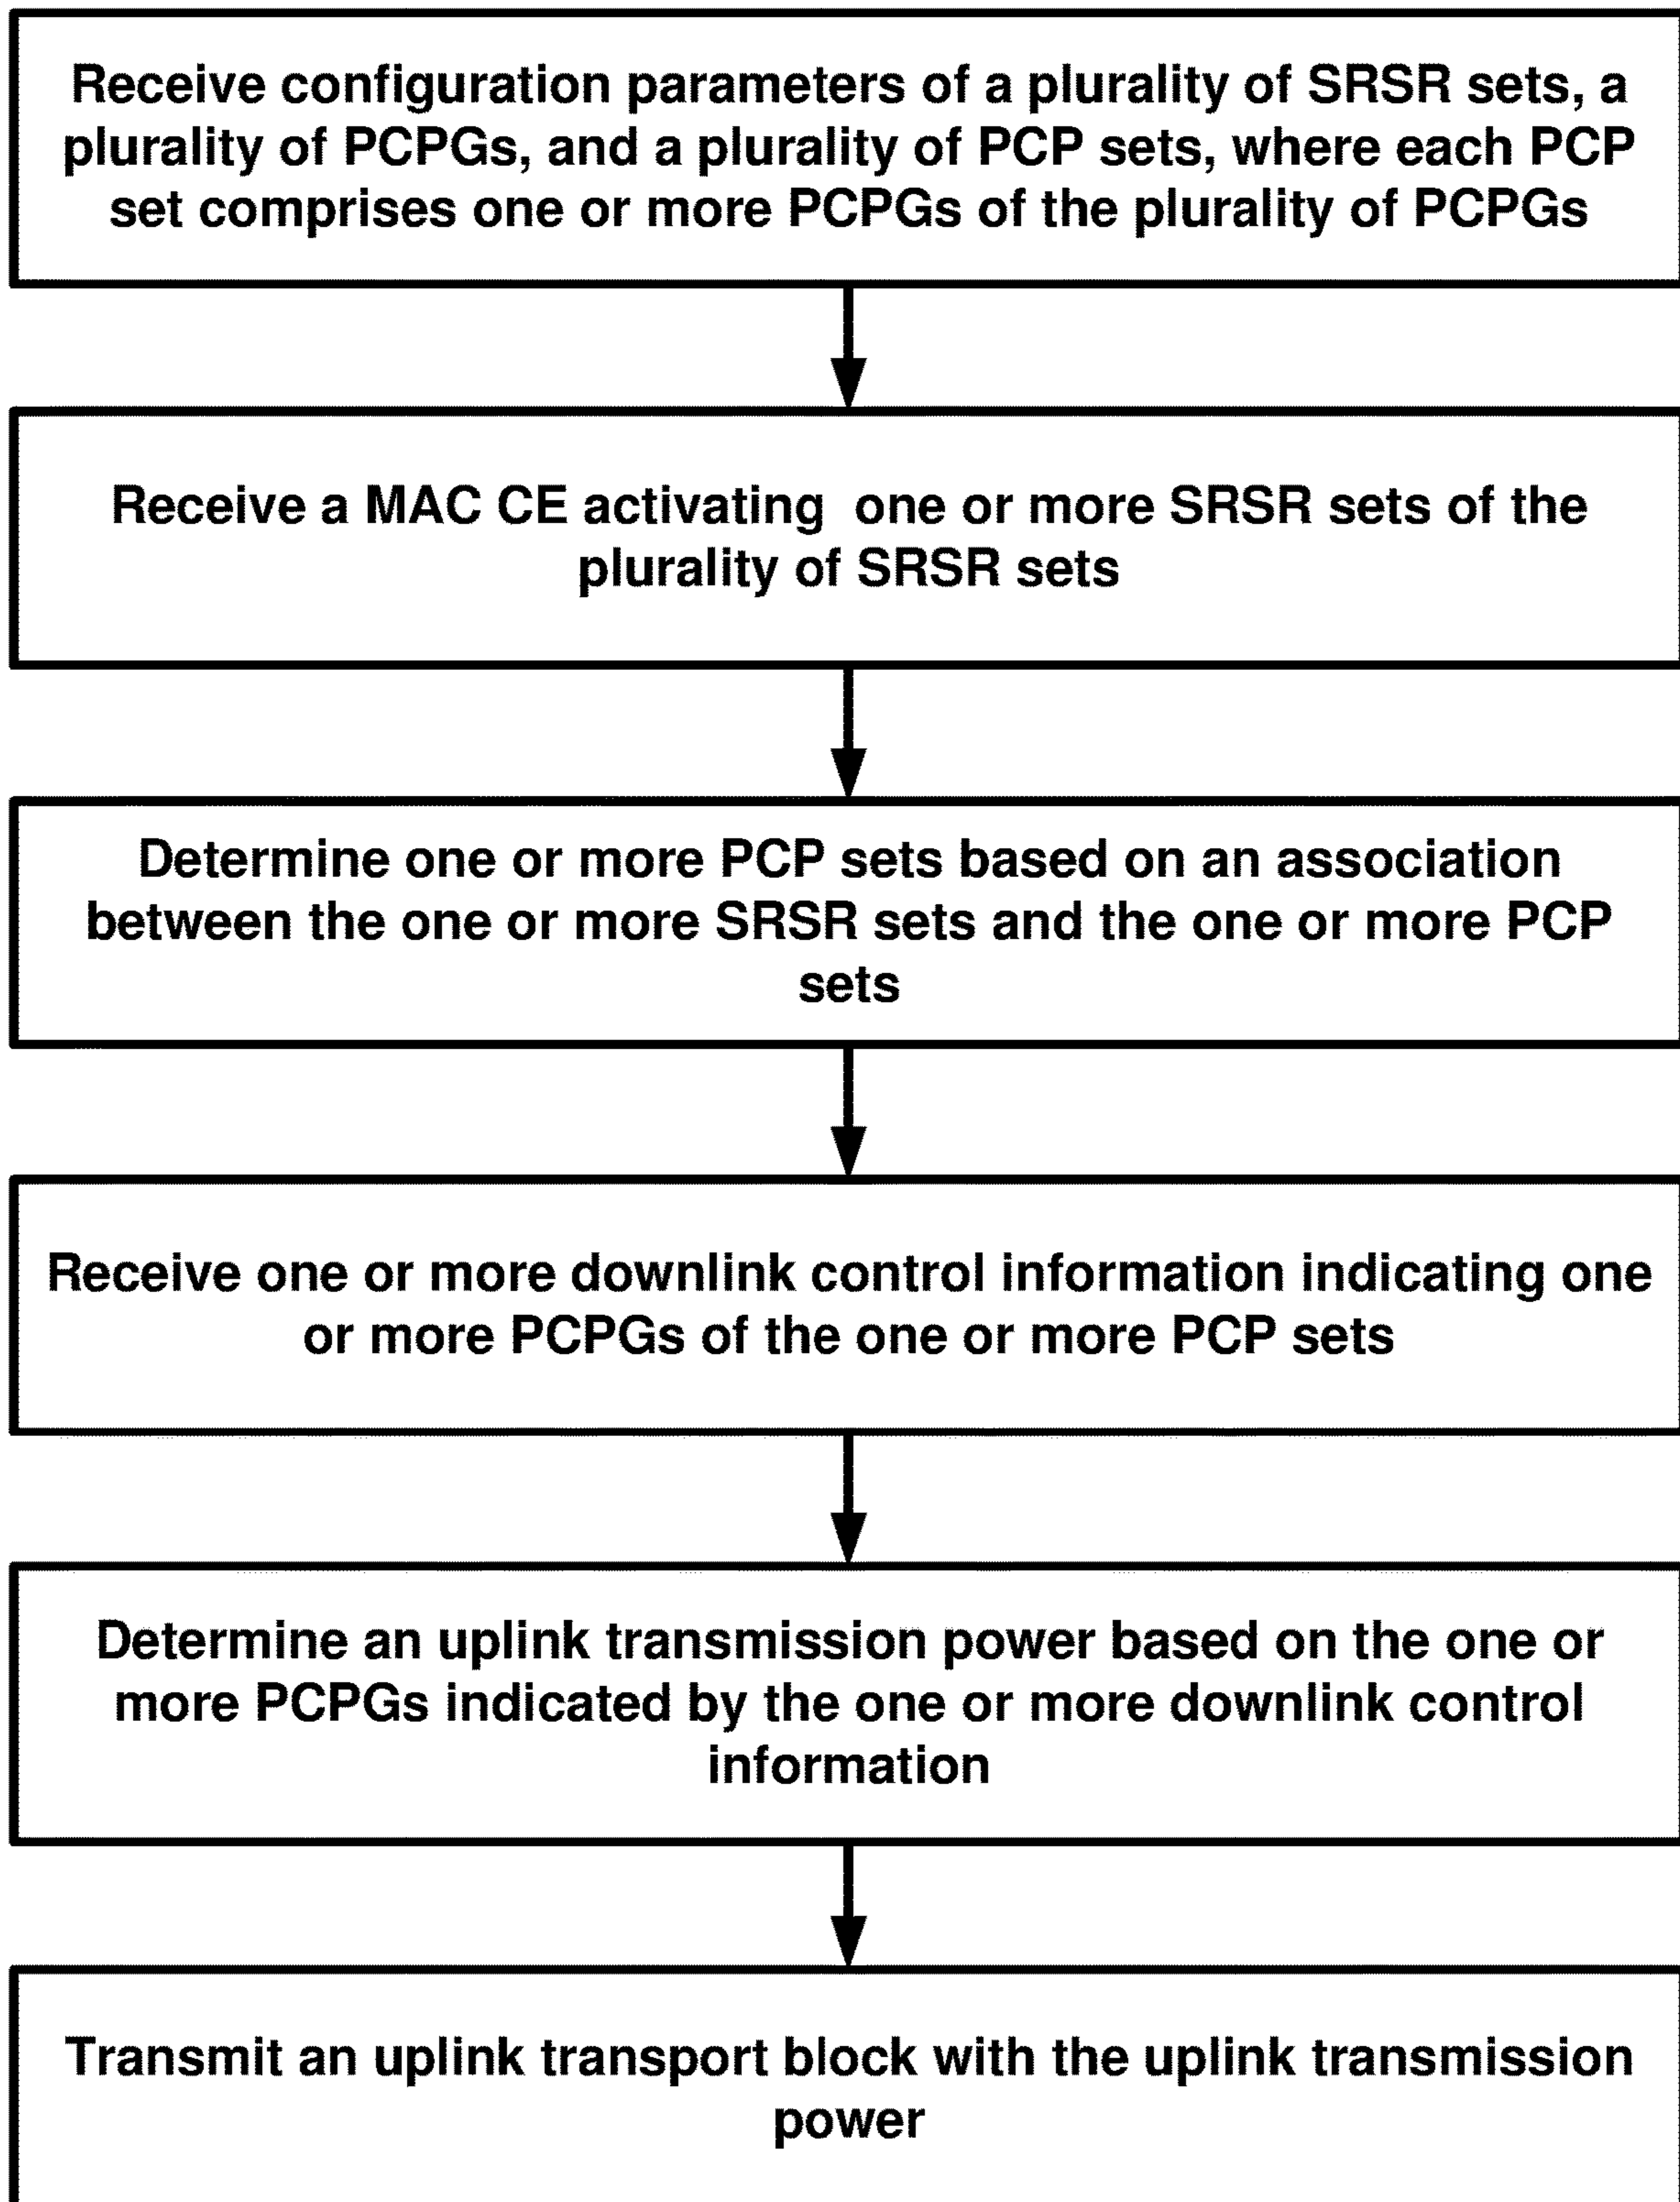 Receive configuration parameters of a plurality of SRSR sets, a
plurality of PCPGs, and a plurality of PCP sets, where each PCP
set comprises one or more PCPGs of the plurality of PCPGs
Receive a MAC CE activating  one or more SRSR sets of the
plurality of SRSR sets
Determine one or more PCP sets based on an association
between the one or more SRSR sets and the one or more PCP
sets
Receive one or more downlink control information indicating one
or more PCPGs of the one or more PCP sets
Determine an uplink transmission power based on the one or
more PCPGs indicated by the one or more downlink control
information
Transmit an uplink transport block with the uplink transmission
power